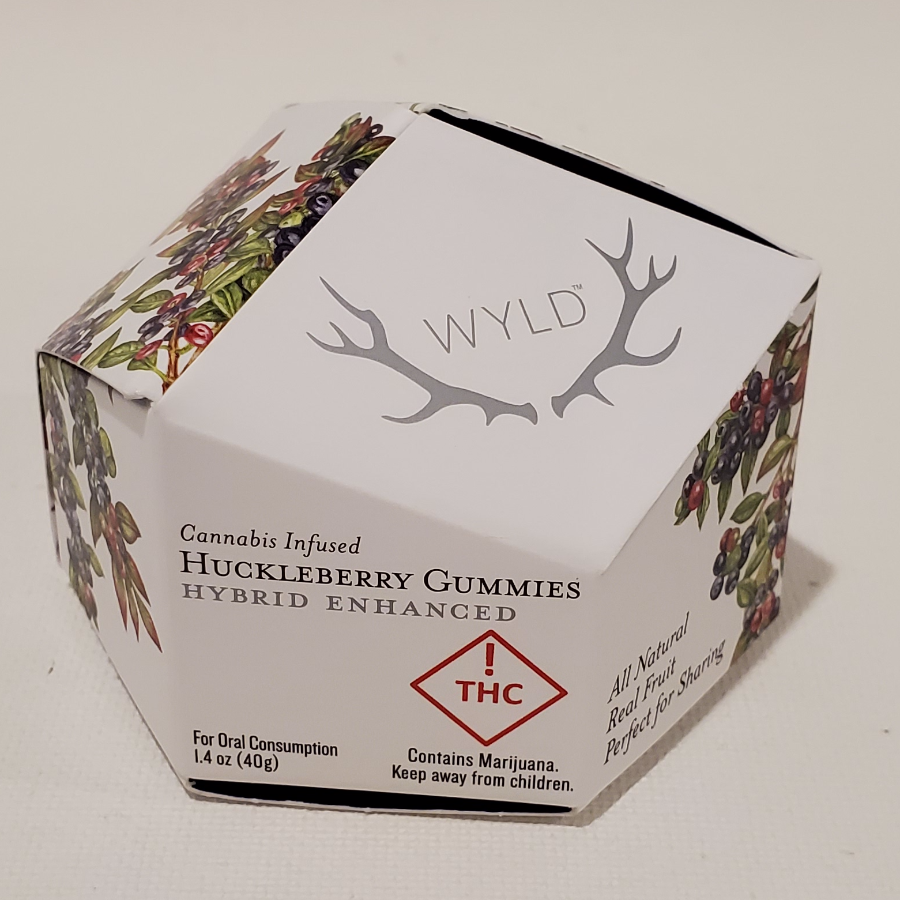 WYLD™
Cannabis Infused
HUCKLEBERRY GUMMIES
HYBRID ENHANCED
!
THC
For Oral Consumption
1.4 oz (40g)
Contains Marijuana.
Keep away from children.
All Natural
Real Fruit
Perfect for Sharing